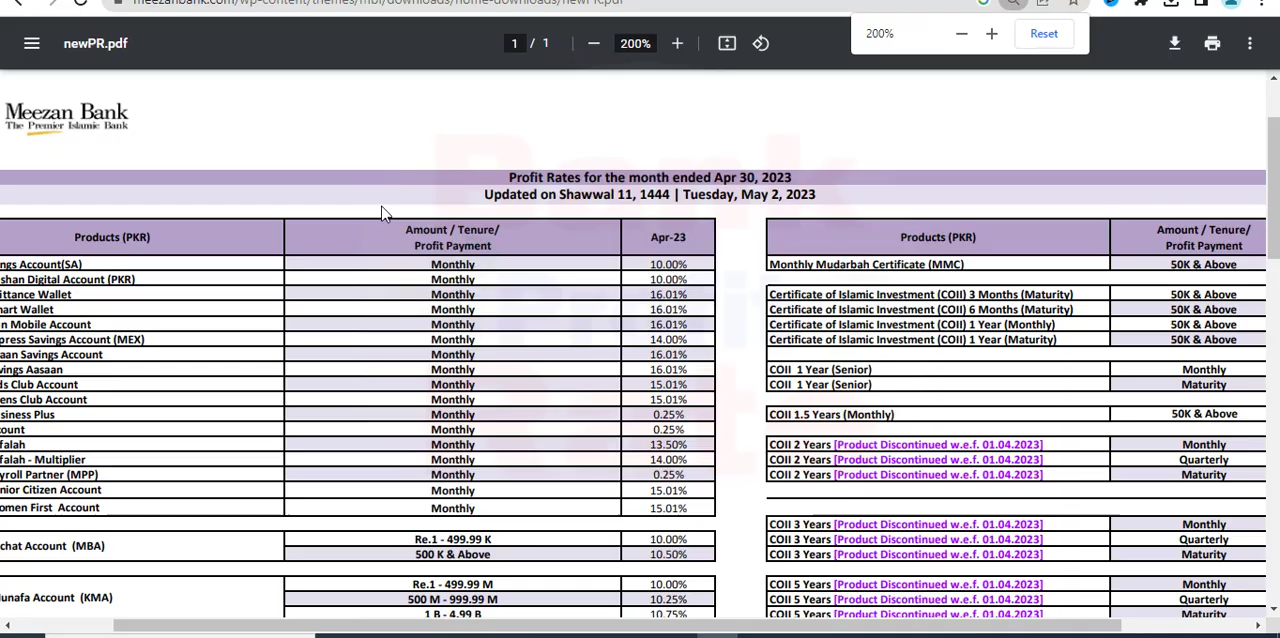 meezanbank.com/wp-content/themes/mbl/downloads/home-downloads/newPR.pdf
newPR.pdf
1 / 1
200%
200%
Reset
Meezan Bank
The Premier Islamic Bank
Profit Rates for the month ended Apr 30, 2023
Updated on Shawwal 11, 1444 | Tuesday, May 2, 2023
Products (PKR) Amount / Tenure/ Apr-23
Profit Payment
ngs Account(SA) Monthly 10.00%
shan Digital Account (PKR) Monthly 10.00%
ittance Wallet Monthly 16.01%
nart Wallet Monthly 16.01%
n Mobile Account Monthly 16.01%
press Savings Account (MEX) Monthly 14.00%
aan Savings Account Monthly 16.01%
vings Aasaan Monthly 16.01%
ds Club Account Monthly 15.01%
ens Club Account Monthly 15.01%
siness Plus Monthly 0.25%
ount Monthly 0.25%
falah Monthly 13.50%
falah - Multiplier Monthly 14.00%
yroll Partner (MPP) Monthly 0.25%
nior Citizen Account Monthly 15.01%
omen First Account Monthly 15.01%
chat Account (MBA)
Re.1 - 499.99 K 10.00%
500 K & Above 10.50%
Munafa Account (KMA)
Re.1 - 499.99 M 10.00%
500 M - 999.99 M 10.25%
1 B - 4.99 B 10.75%
Products (PKR) Amount / Tenure/
Profit Payment
Monthly Mudarbah Certificate (MMC) 50K & Above
Certificate of Islamic Investment (COII) 3 Months (Maturity) 50K & Above
Certificate of Islamic Investment (COII) 6 Months (Maturity) 50K & Above
Certificate of Islamic Investment (COII) 1 Year (Monthly) 50K & Above
Certificate of Islamic Investment (COII) 1 Year (Maturity) 50K & Above
COII 1 Year (Senior) Monthly
COII 1 Year (Senior) Maturity
COII 1.5 Years (Monthly) 50K & Above
COII 2 Years [Product Discontinued w.e.f. 01.04.2023] Monthly
COII 2 Years [Product Discontinued w.e.f. 01.04.2023] Quarterly
COII 2 Years [Product Discontinued w.e.f. 01.04.2023] Maturity
COII 3 Years [Product Discontinued w.e.f. 01.04.2023] Monthly
COII 3 Years [Product Discontinued w.e.f. 01.04.2023] Quarterly
COII 3 Years [Product Discontinued w.e.f. 01.04.2023] Maturity
COII 5 Years [Product Discontinued w.e.f. 01.04.2023] Monthly
COII 5 Years [Product Discontinued w.e.f. 01.04.2023] Quarterly
COII 5 Years [Product Discontinued w.e.f. 01.04.2023] Maturity